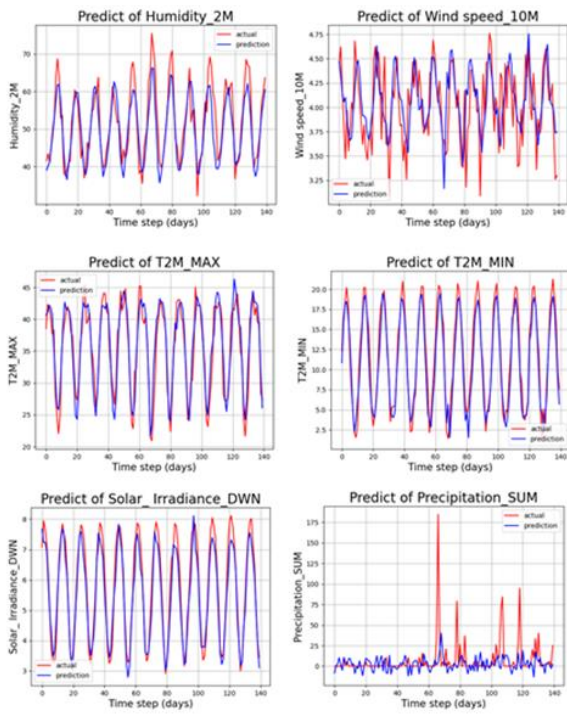 Predict of Humidity_2M
Humidity_2M
70
60
50
40
actual
prediction
0 20 40 60 80 100 120 140
Time step (days)
Predict of Wind speed_10M
Wind speed_10M
4.75
4.50
4.25
4.00
3.75
3.50
3.25
actual
prediction
0 20 40 60 80 100 120 140
Time step (days)
Predict of T2M_MAX
T2M_MAX
45
40
35
30
25
20
actual
prediction
0 20 40 60 80 100 120 140
Time step (days)
Predict of T2M_MIN
T2M_MIN
20.0
17.5
15.0
12.5
10.0
7.5
5.0
2.5
actual
prediction
0 20 40 60 80 100 120 140
Time step (days)
Predict of Solar_ Irradiance_DWN
Solar_ Irradiance_DWN
8
7
6
5
4
3
actual
prediction
0 20 40 60 80 100 120 140
Time step (days)
Predict of Precipitation_SUM
Precipitation_SUM
175
150
125
100
75
50
25
0
actual
prediction
0 20 40 60 80 100 120 140
Time step (days)